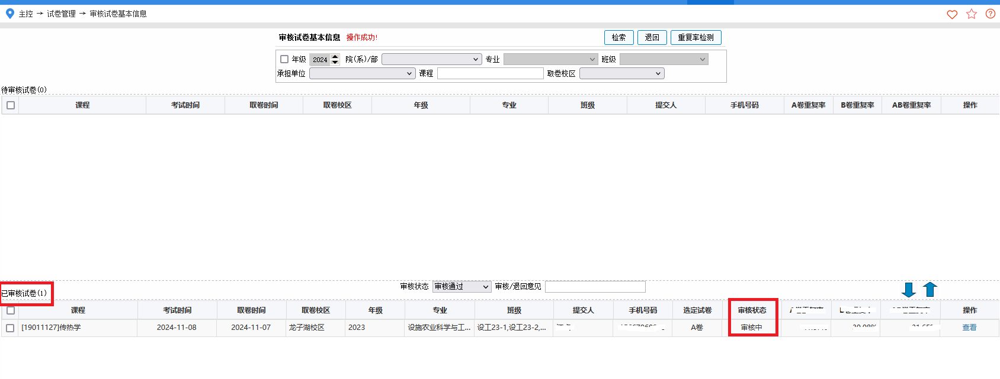 主控 → 试卷管理 → 审核试卷基本信息
审核试卷基本信息 操作成功! 检索 退回 重复率检测
年级 2024 院(系)/部 专业 班级
承担单位 课程 取卷校区
待审核试卷(0)
课程 考试时间 取卷时间 取卷校区 年级 专业 班级 提交人 手机号码 A卷重复率 B卷重复率 AB卷重复率 操作
审核状态 审核通过 审核/退回意见
已审核试卷(1)
课程 考试时间 取卷时间 取卷校区 年级 专业 班级 提交人 手机号码 选定试卷 审核状态 操作
[19011127]传热学 2024-11-08 2024-11-07 龙子湖校区 2023 设施农业科学与工... 设工23-1,设工23-2,... A卷 审核中 查看